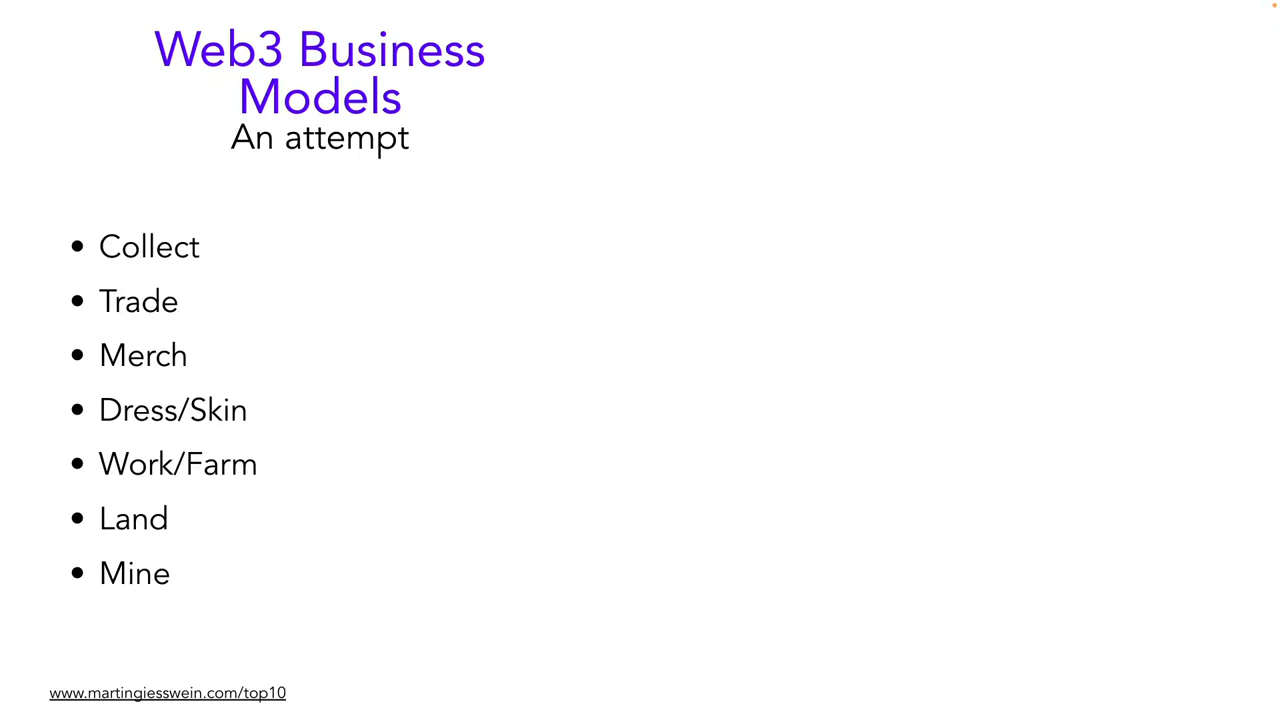 Web3 Business
Models
An attempt
• Collect
• Trade
• Merch
• Dress/Skin
• Work/Farm
• Land
• Mine
www.martingiesswein.com/top10